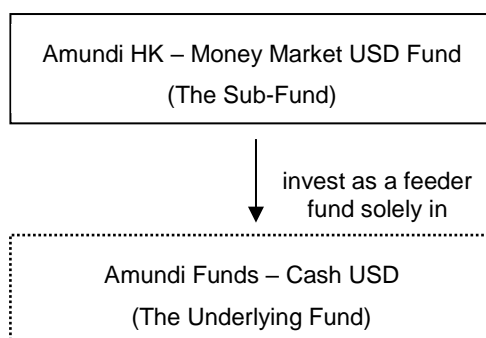 Amundi HK – Money Market USD Fund
(The Sub-Fund)
invest as a feeder
fund solely in
Amundi Funds – Cash USD
(The Underlying Fund)